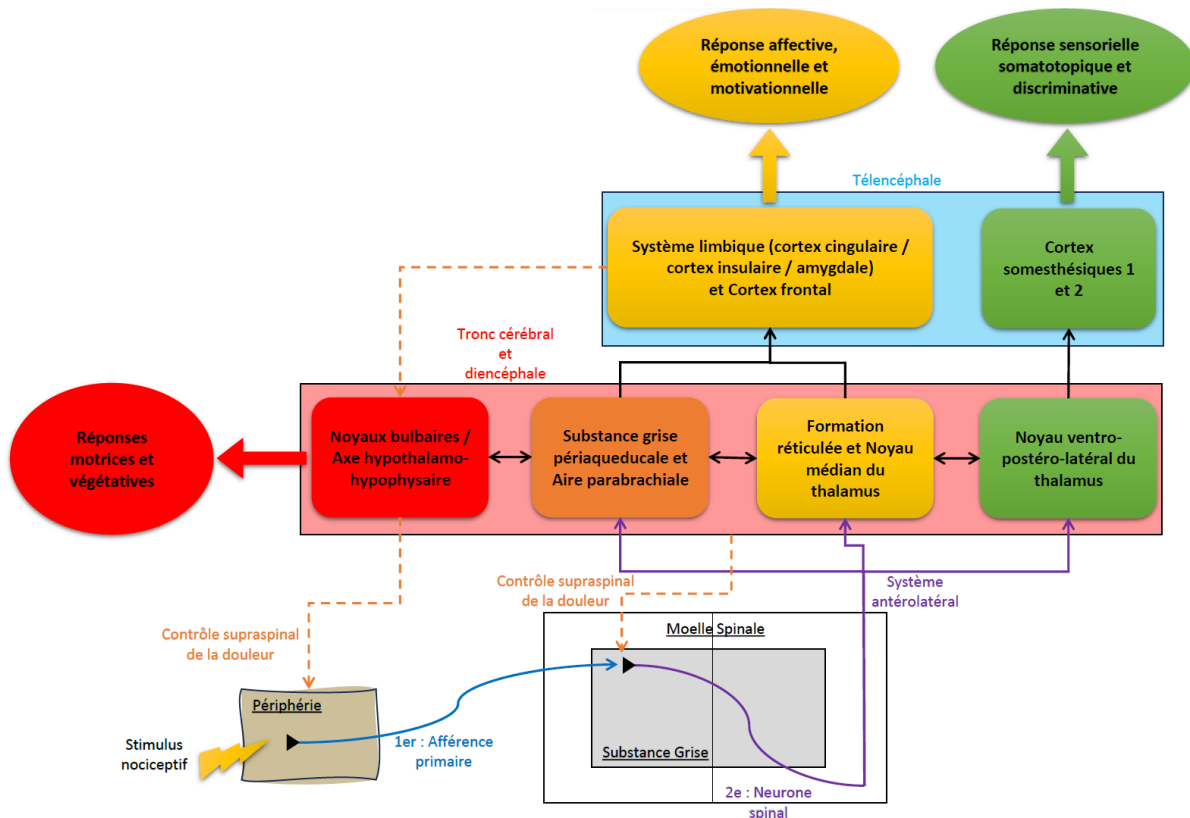 Réponse affective,
émotionnelle et
motivationnelle
Réponse sensorielle
somatotopique et
discriminative
Télencéphale
Système limbique (cortex cingulaire /
cortex insulaire / amygdale)
et Cortex frontal
Cortex
somesthésiques 1
et 2
Tronc cérébral
et
diencéphale
Réponses
motrices et
végétatives
Noyaux bulbaires /
Axe hypothalamo-
hypophysaire
Substance grise
périaqueducale et
Aire parabrachiale
Formation
réticulée et Noyau
médian du
thalamus
Noyau ventro-
postéro-latéral du
thalamus
Contrôle supraspinal
de la douleur
Système
antérolatéral
Contrôle supraspinal
de la douleur
Moelle Spinale
Périphérie
Stimulus
nociceptif
1er : Afférence
primaire
Substance Grise
2e : Neurone
spinal